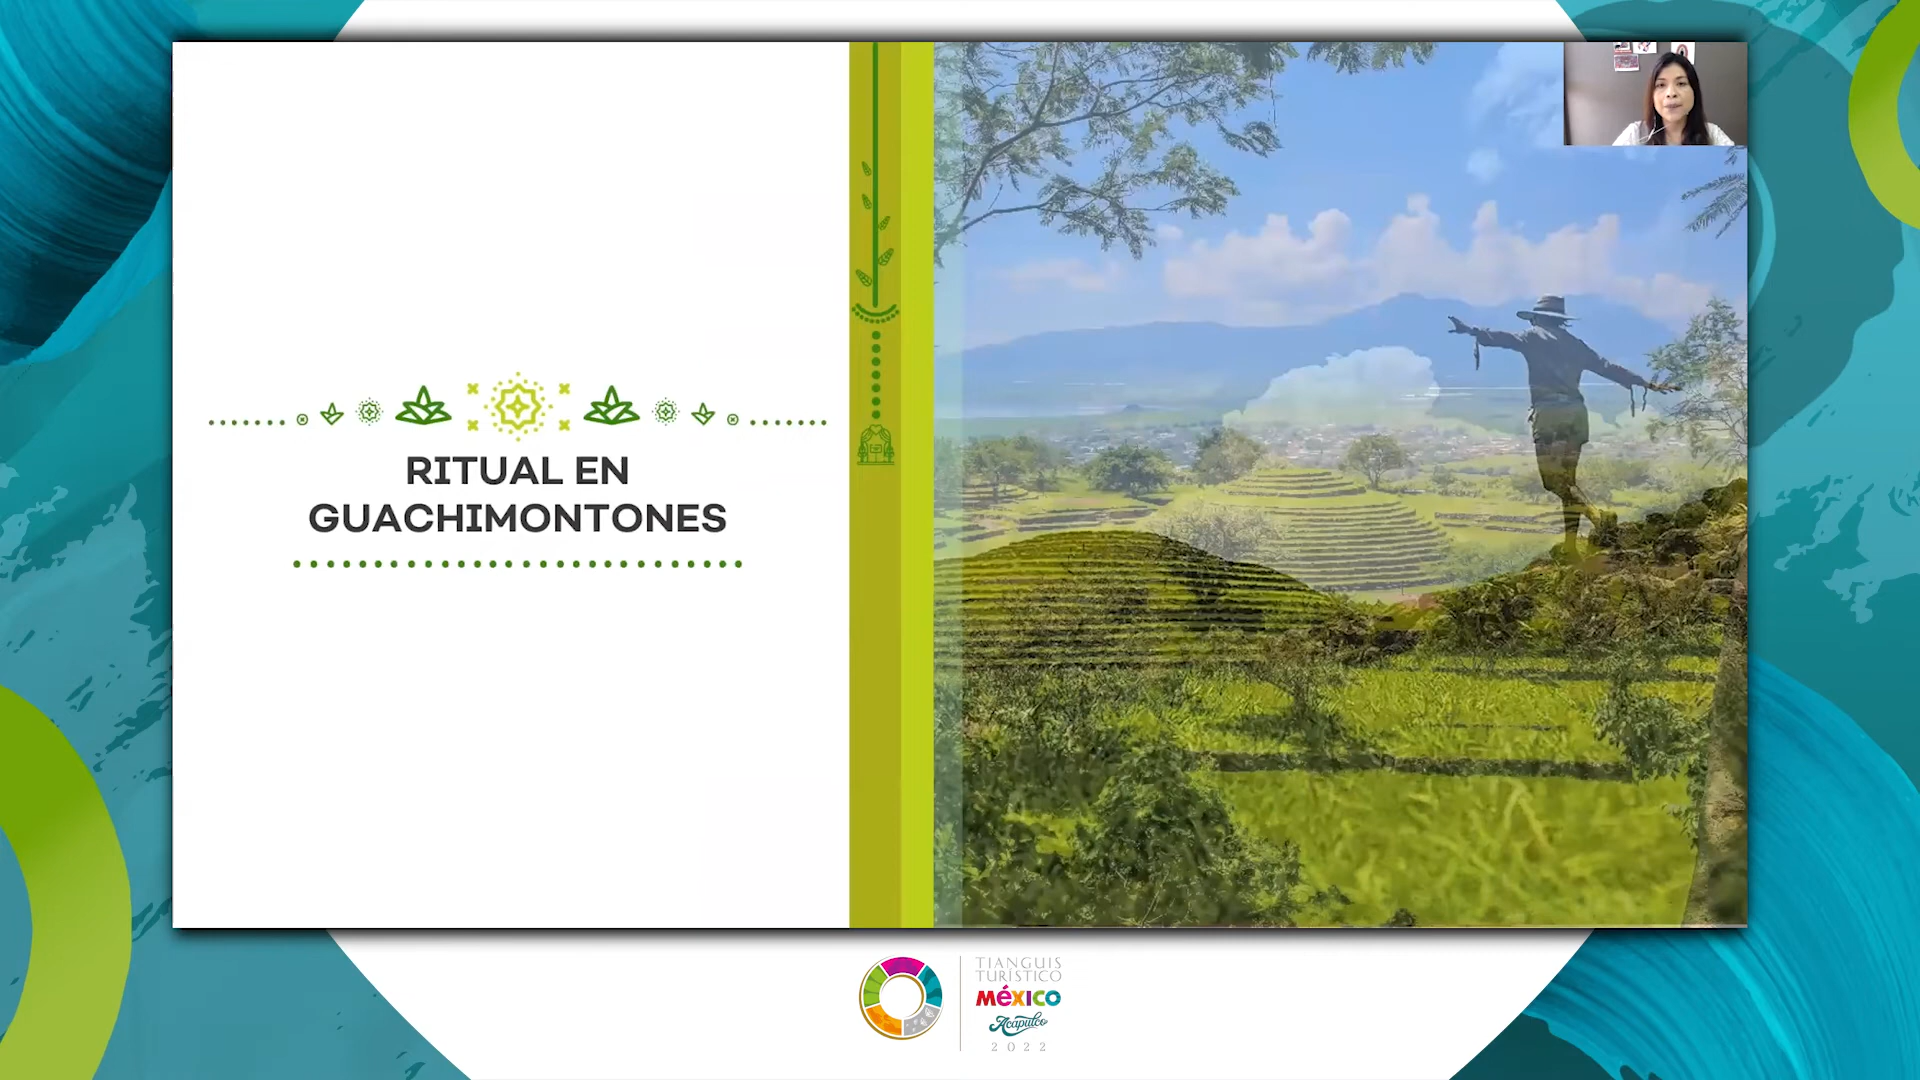 RITUAL EN
GUACHIMONTONES
TIANGUIS
TURÍSTICO
MÉXICO
Acapulco
2022